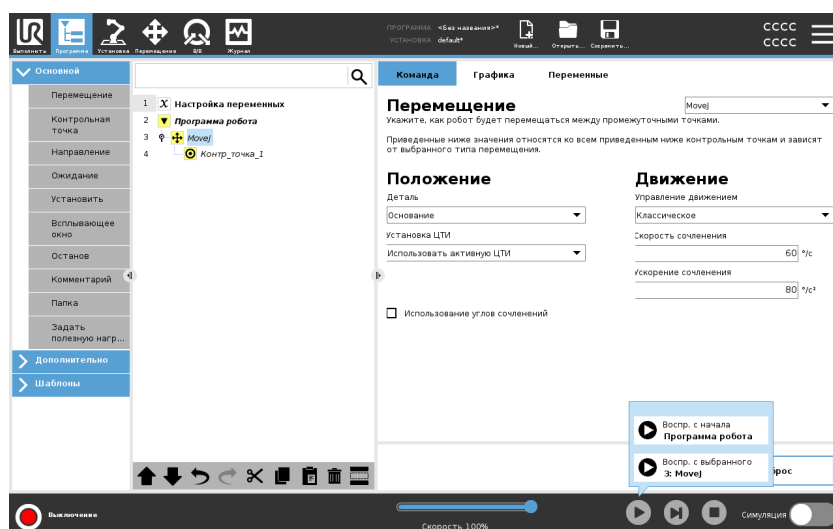 UR
Выполнить
Программа
Установка
Перемещение
В/В
Журнал
ПРОГРАММА <Без названия>*
УСТАНОВКА default*
Новый...
Открыть...
Сохранить...
cccc
cccc
Основной
Перемещение
Контрольная
точка
Направление
Ожидание
Установить
Всплывающее
окно
Останов
Комментарий
Папка
Задать
полезную нагр...
Дополнительно
Шаблоны
1 X Настройка переменных
2 Программа робота
3 MoveJ
4 Контр_точка_1
Команда
Графика
Переменные
Перемещение
MoveJ
Укажите, как робот будет перемещаться между промежуточными точками.
Приведенные ниже значения относятся ко всем приведенным ниже контрольным точкам и зависят
от выбранного типа перемещения.
Положение
Деталь
Основание
Установка ЦТИ
Использовать активную ЦТИ
Использование углов сочленений
Движение
Управление движением
Классическое
Скорость сочленения
60 °/с
Ускорение сочленения
80 °/с²
Воспр. с начала
Программа робота
Воспр. с выбранного
3: MoveJ
брос
Выключение
Скорость 100%
Симуляция